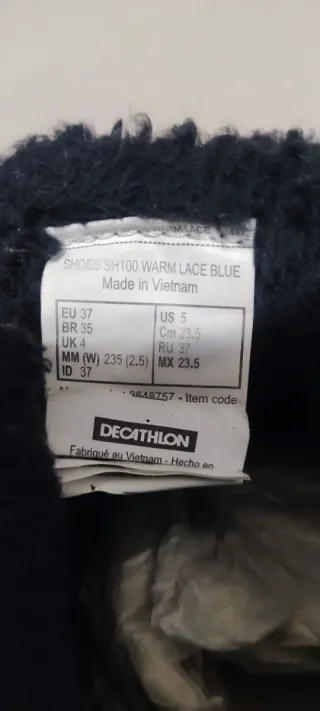 SHOES SH100 WARM LACE BLUE
Made in Vietnam
EU 37
BR 35
UK 4
MM (W) 235 (2.5)
ID 37
US 5
Cm 23.5
RU 37
MX 23.5
3648757 - Item code
DECATHLON
Fabriqué au Vietnam - Hecho en